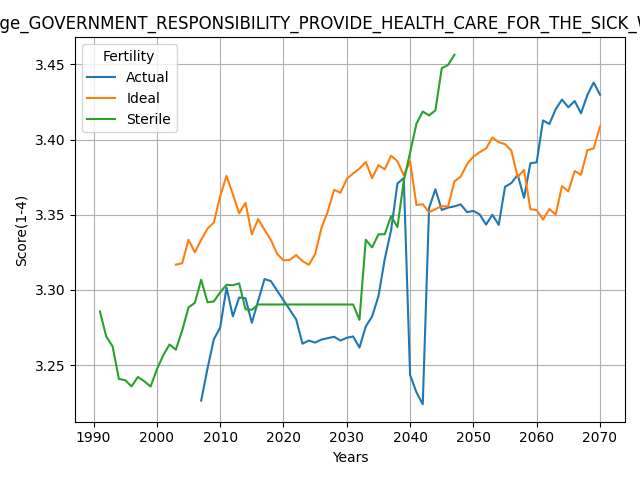 ge_GOVERNMENT_RESPONSIBILITY_PROVIDE_HEALTH_CARE_FOR_THE_SICK_
Fertility
Actual
Ideal
Sterile
Score(1-4)
3.45
3.40
3.35
3.30
3.25
1990 2000 2010 2020 2030 2040 2050 2060 2070
Years